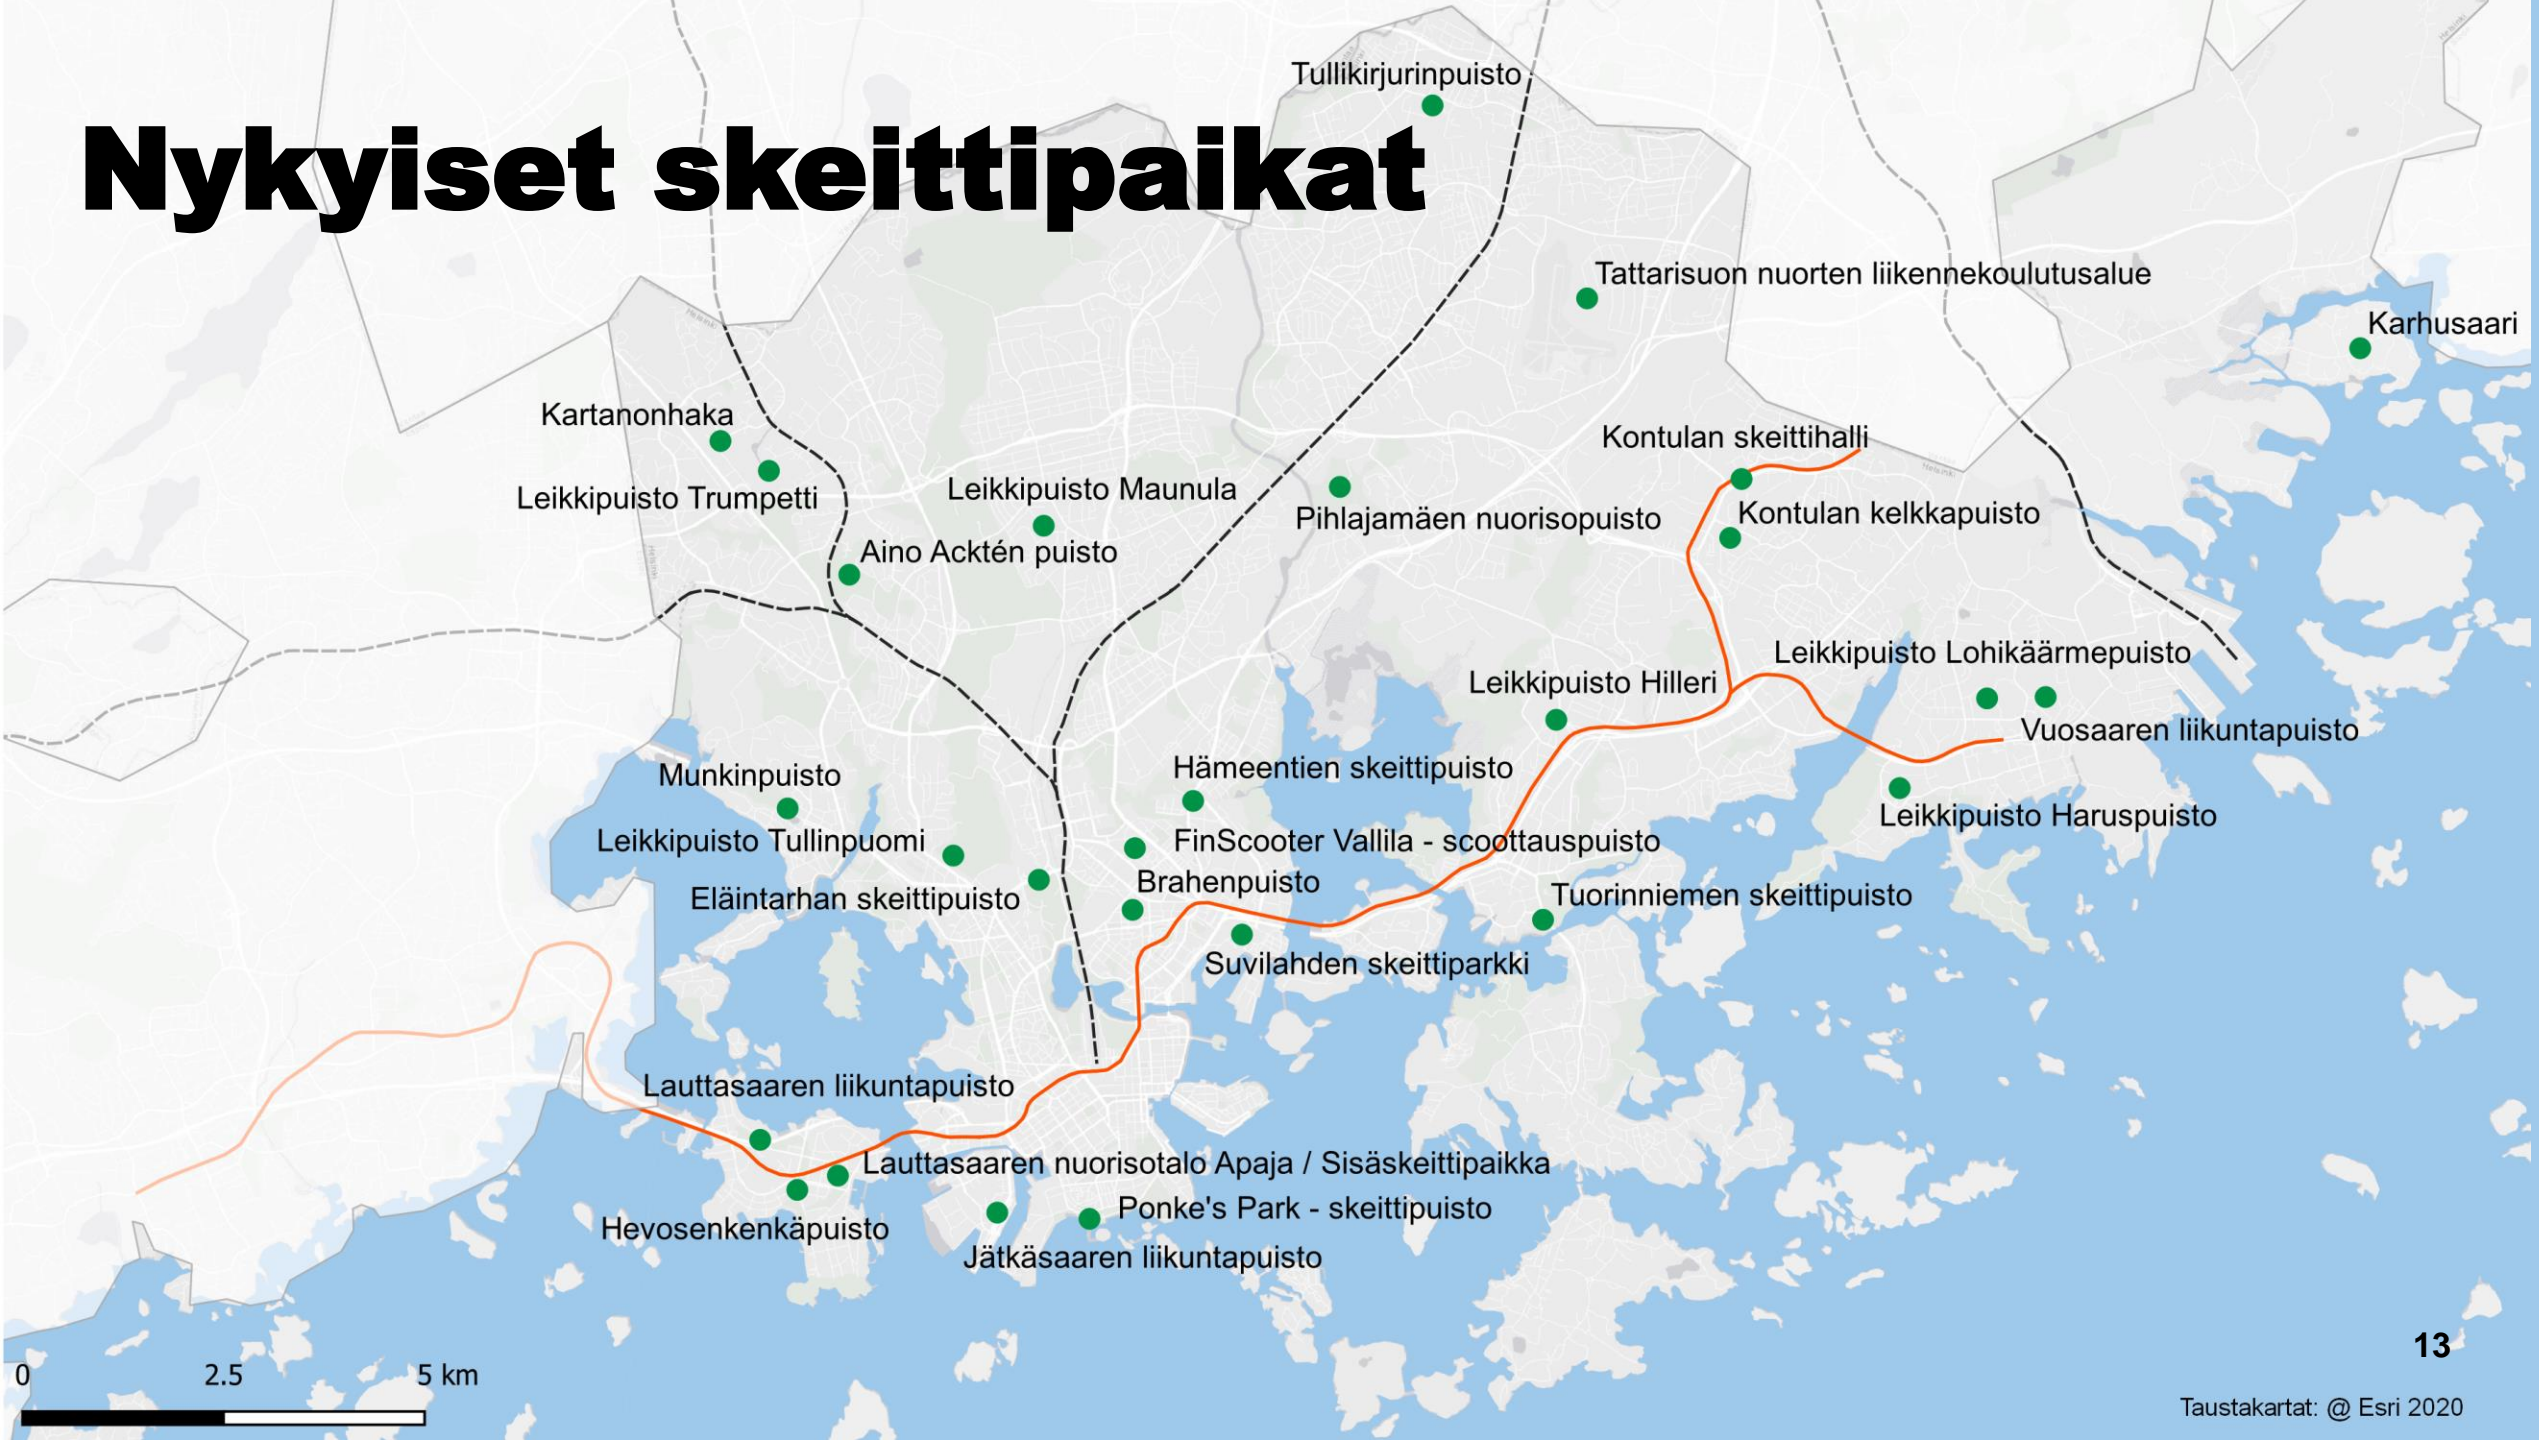 Tullikirjurinpuisto
Nykyiset skeittipaikat
Tattarisuon nuorten liikennekoulutusalue
Karhusaari
Kartanonhaka
Kontulan skeittihalli
Leikkipuisto Trumpetti
Leikkipuisto Maunula
Pihlajamäen nuorisopuisto
Kontulan kelkkapuisto
Aino Acktén puisto
Leikkipuisto Lohikäärmepuisto
Leikkipuisto Hilleri
Vuosaaren liikuntapuisto
Munkinpuisto
Hämeentien skeittipuisto
Leikkipuisto Haruspuisto
Leikkipuisto Tullinpuomi
FinScooter Vallila - scoottauspuisto
Brahenpuisto
Eläintarhan skeittipuisto
Tuorinniemen skeittipuisto
Suvilahden skeittiparkki
Lauttasaaren liikuntapuisto
Lauttasaaren nuorisotalo Apaja / Sisäskeittipaikka
Ponke's Park - skeittipuisto
Hevosenkenkäpuisto
Jätkäsaaren liikuntapuisto
13
0 2.5 5 km
Taustakartat: @ Esri 2020